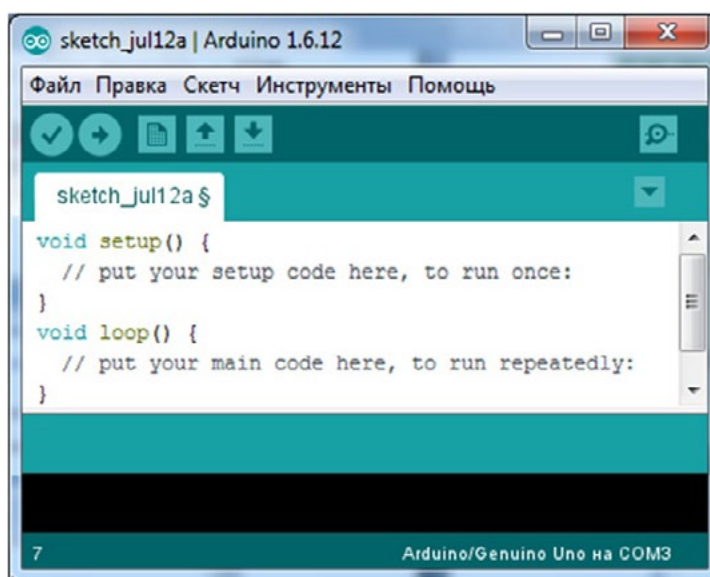 sketch_jul12a | Arduino 1.6.12
Файл Правка Скетч Инструменты Помощь
sketch_jul12a §
void setup() {
  // put your setup code here, to run once:
}
void loop() {
  // put your main code here, to run repeatedly:
}
7 Arduino/Genuino Uno на COM3